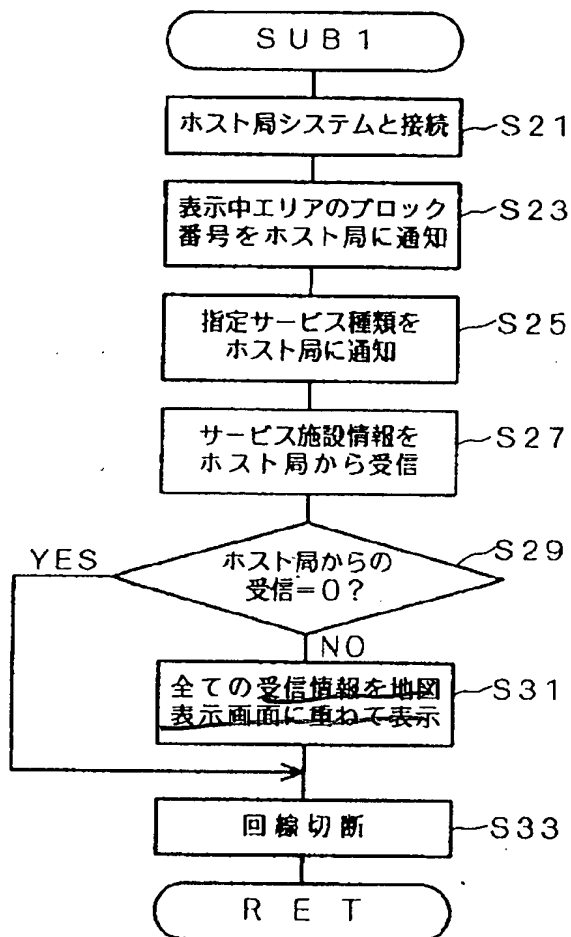 SUB1
ホスト局システムと接続
S21
表示中エリアのブロック
番号をホスト局に通知
S23
指定サービス種類を
ホスト局に通知
S25
サービス施設情報を
ホスト局から受信
S27
ホスト局からの
受信=0?
S29
YES
NO
全ての受信情報を地図
表示画面に重ねて表示
S31
回線切断
S33
RET